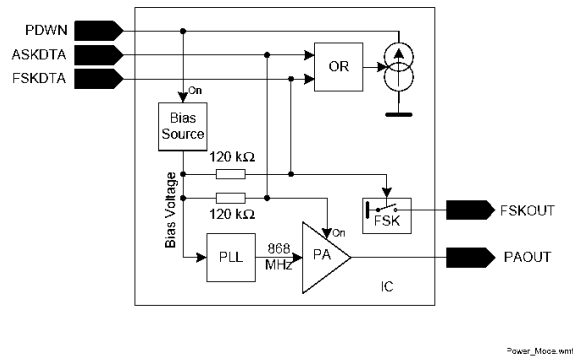 PDWN
ASKDTA
FSKDTA
OR
On
Bias
Source
120 kΩ
120 kΩ
Bias Voltage
FSK
FSKOUT
On
PLL
868
MHz
PA
PAOUT
IC
Power_Mode.wmf